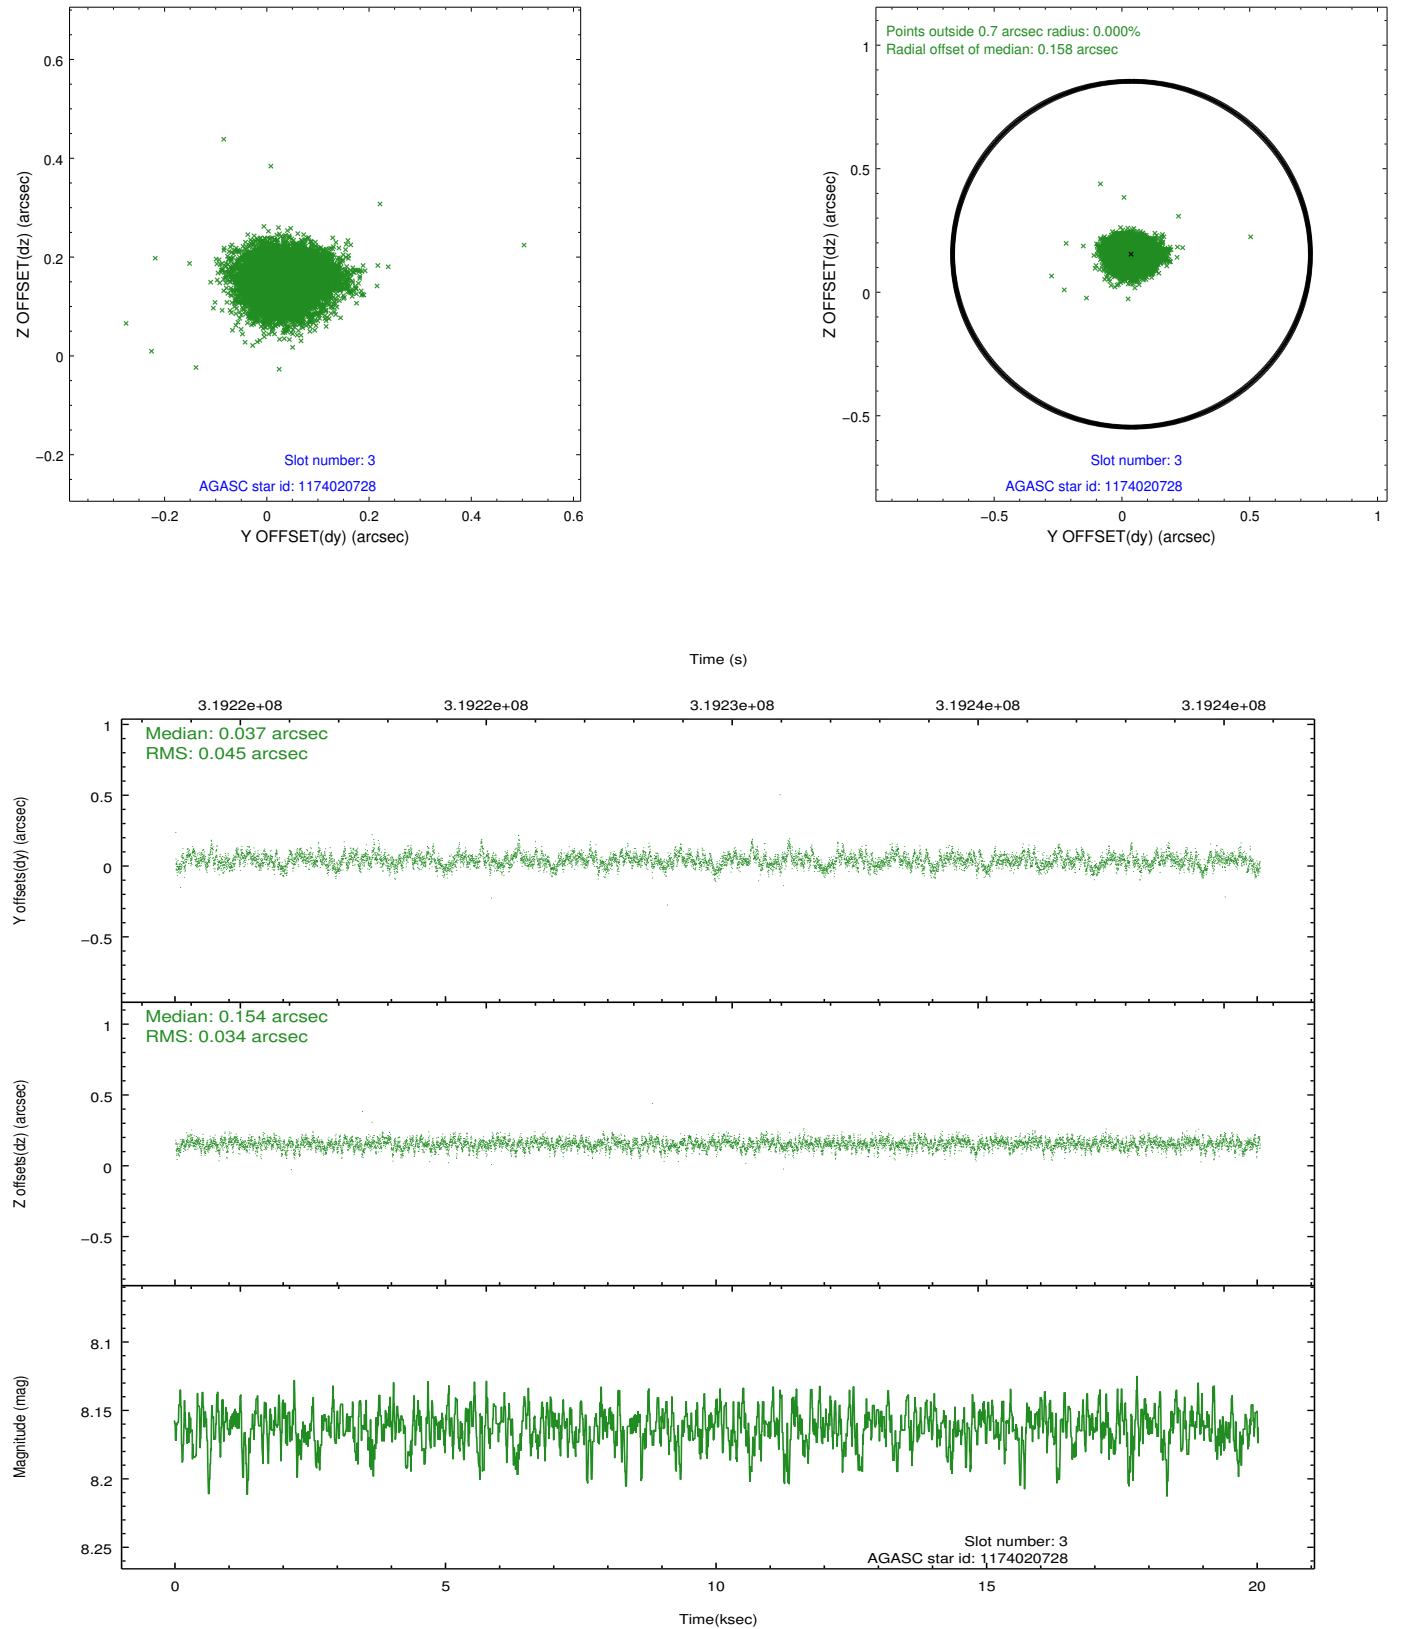 0.6
0.4
0.2
0
−0.2
−0.2
0
0.2
0.4
0.6
Z OFFSET(dz) (arcsec)
Y OFFSET(dy) (arcsec)
Slot number: 3
AGASC star id: 1174020728
Points outside 0.7 arcsec radius: 0.000%
Radial offset of median: 0.158 arcsec
1
0.5
0
−0.5
−0.5
0
0.5
1
Z OFFSET(dz) (arcsec)
Y OFFSET(dy) (arcsec)
Slot number: 3
AGASC star id: 1174020728
Time (s)
3.1922e+08 3.1922e+08 3.1923e+08 3.1924e+08 3.1924e+08
Median: 0.037 arcsec
RMS: 0.045 arcsec
1
0.5
0
−0.5
Y offsets(dy) (arcsec)
Median: 0.154 arcsec
RMS: 0.034 arcsec
1
0.5
0
−0.5
Z offsets(dz) (arcsec)
8.1
8.15
8.2
8.25
Magnitude (mag)
Slot number: 3
AGASC star id: 1174020728
0 5 10 15 20
Time(ksec)